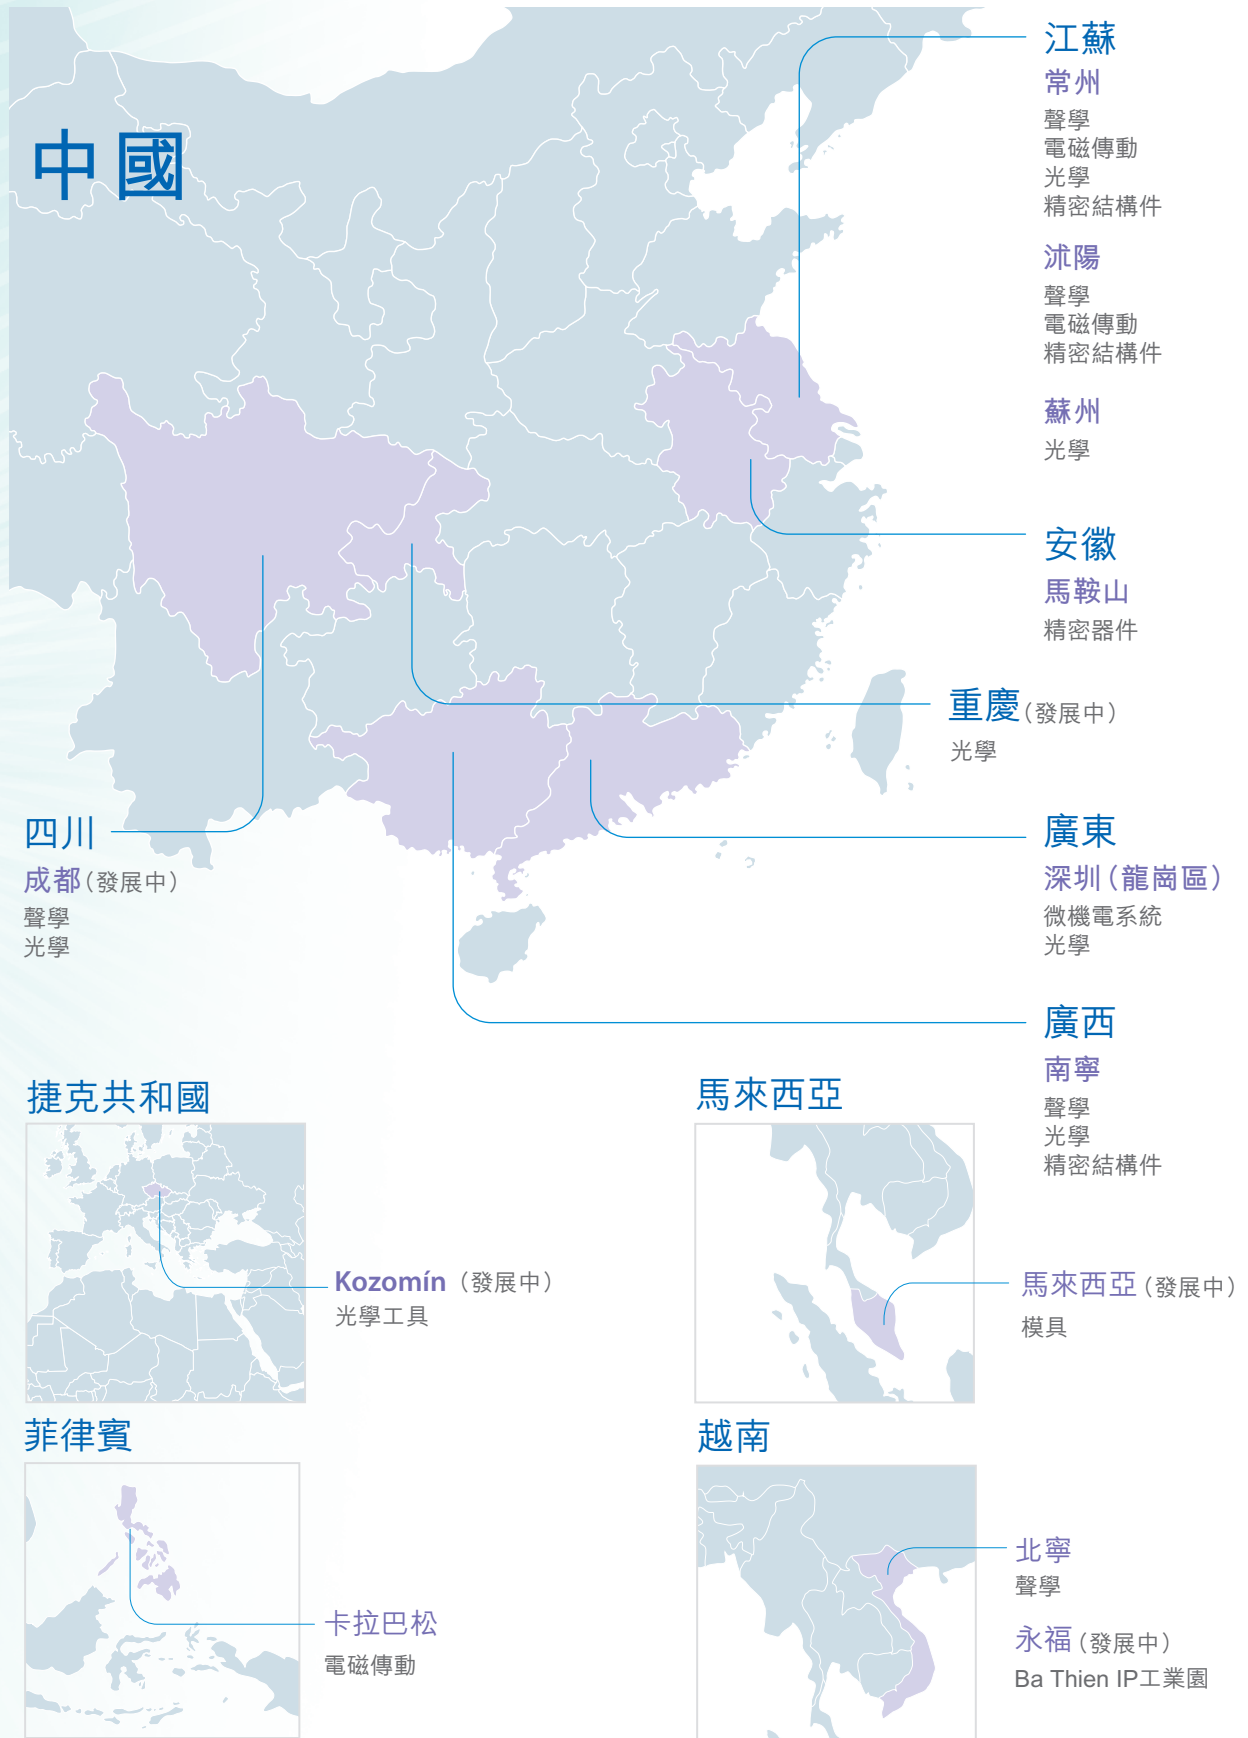 中國
江蘇
常州
聲學
電磁傳動
光學
精密結構件
沭陽
聲學
電磁傳動
精密結構件
蘇州
光學
安徽
馬鞍山
精密器件
重慶(發展中)
光學
四川
成都(發展中)
聲學
光學
廣東
深圳(龍崗區)
微機電系統
光學
廣西
南寧
聲學
光學
精密結構件
捷克共和國
Kozomín (發展中)
光學工具
馬來西亞
馬來西亞(發展中)
模具
菲律賓
卡拉巴松
電磁傳動
越南
北寧
聲學
永福(發展中)
Ba Thien IP工業園